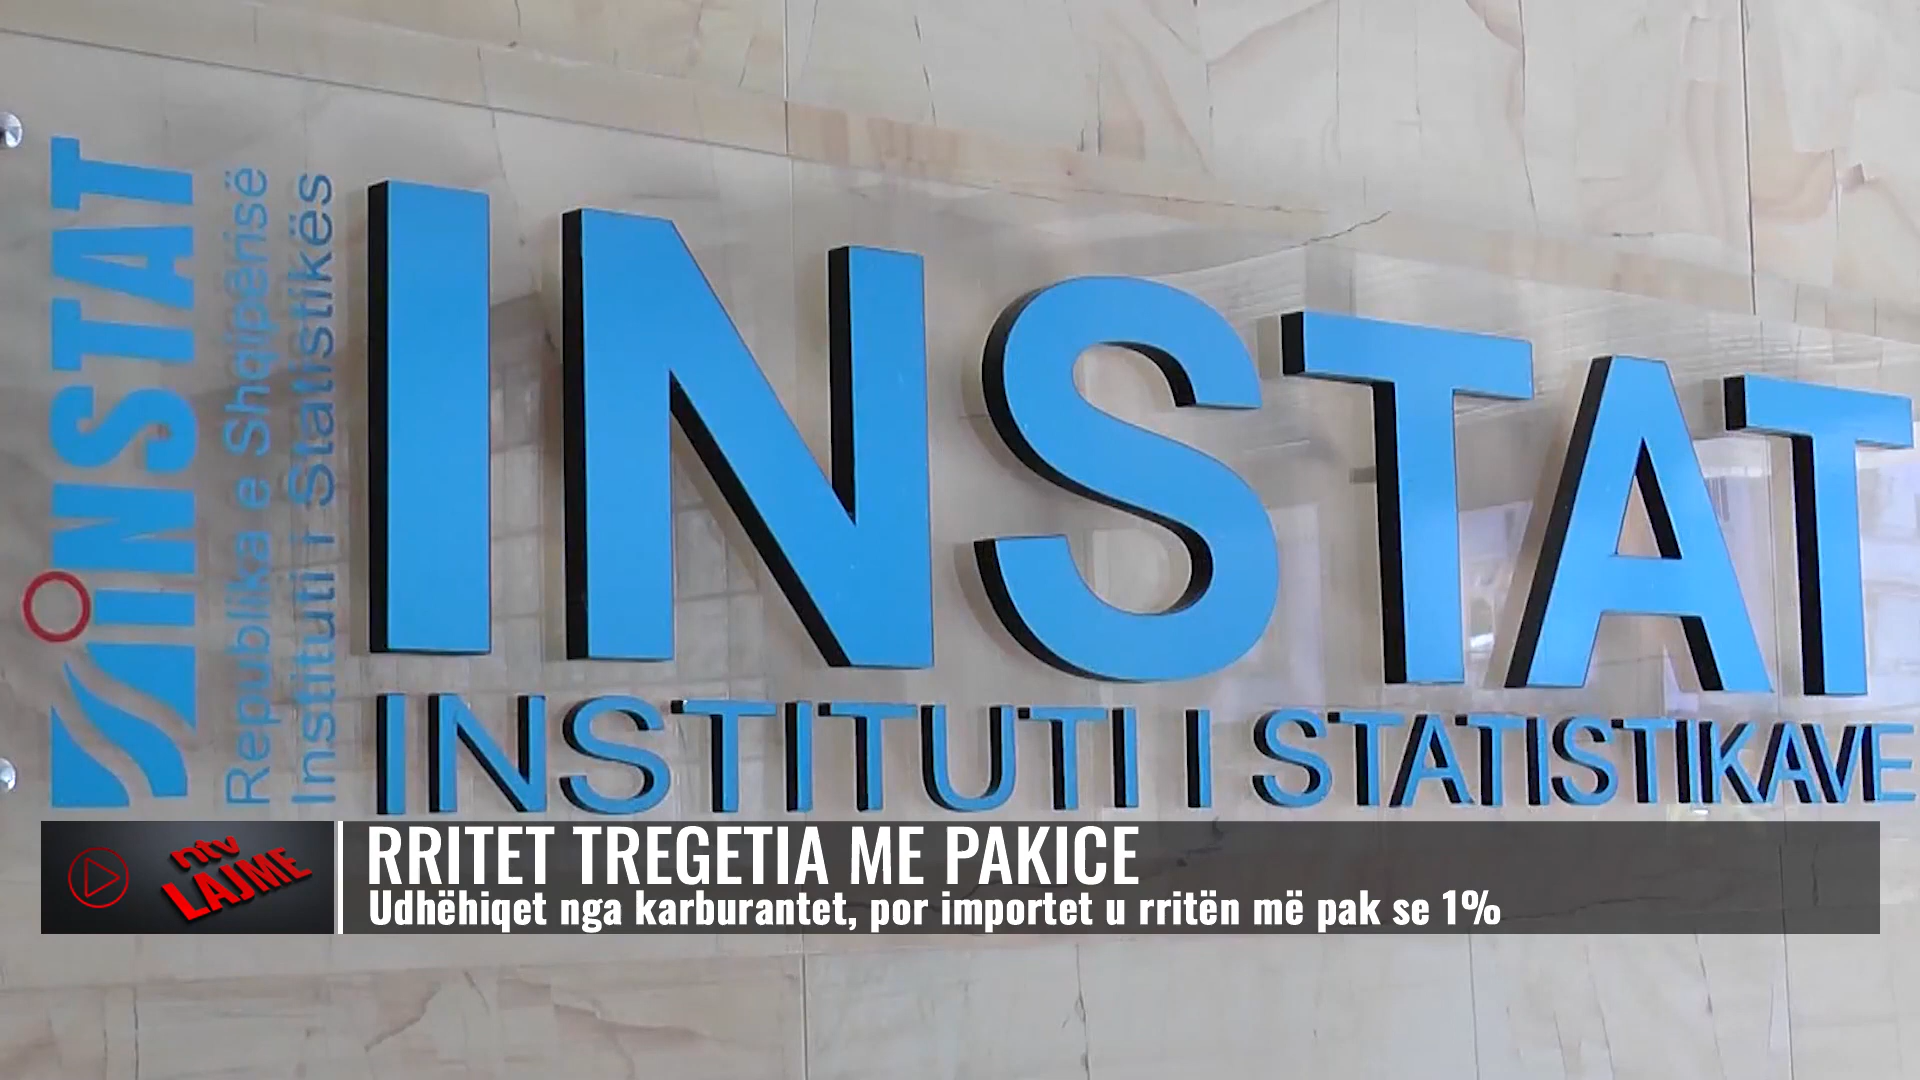 INSTAT
Republika e Shqipërisë
Instituti i Statistikës
INSTAT
INSTITUTI I STATISTIKAVE
ntv
LAJME
RRITET TREGETIA ME PAKICE
Udhëhiqet nga karburantet, por importet u rritën më pak se 1%